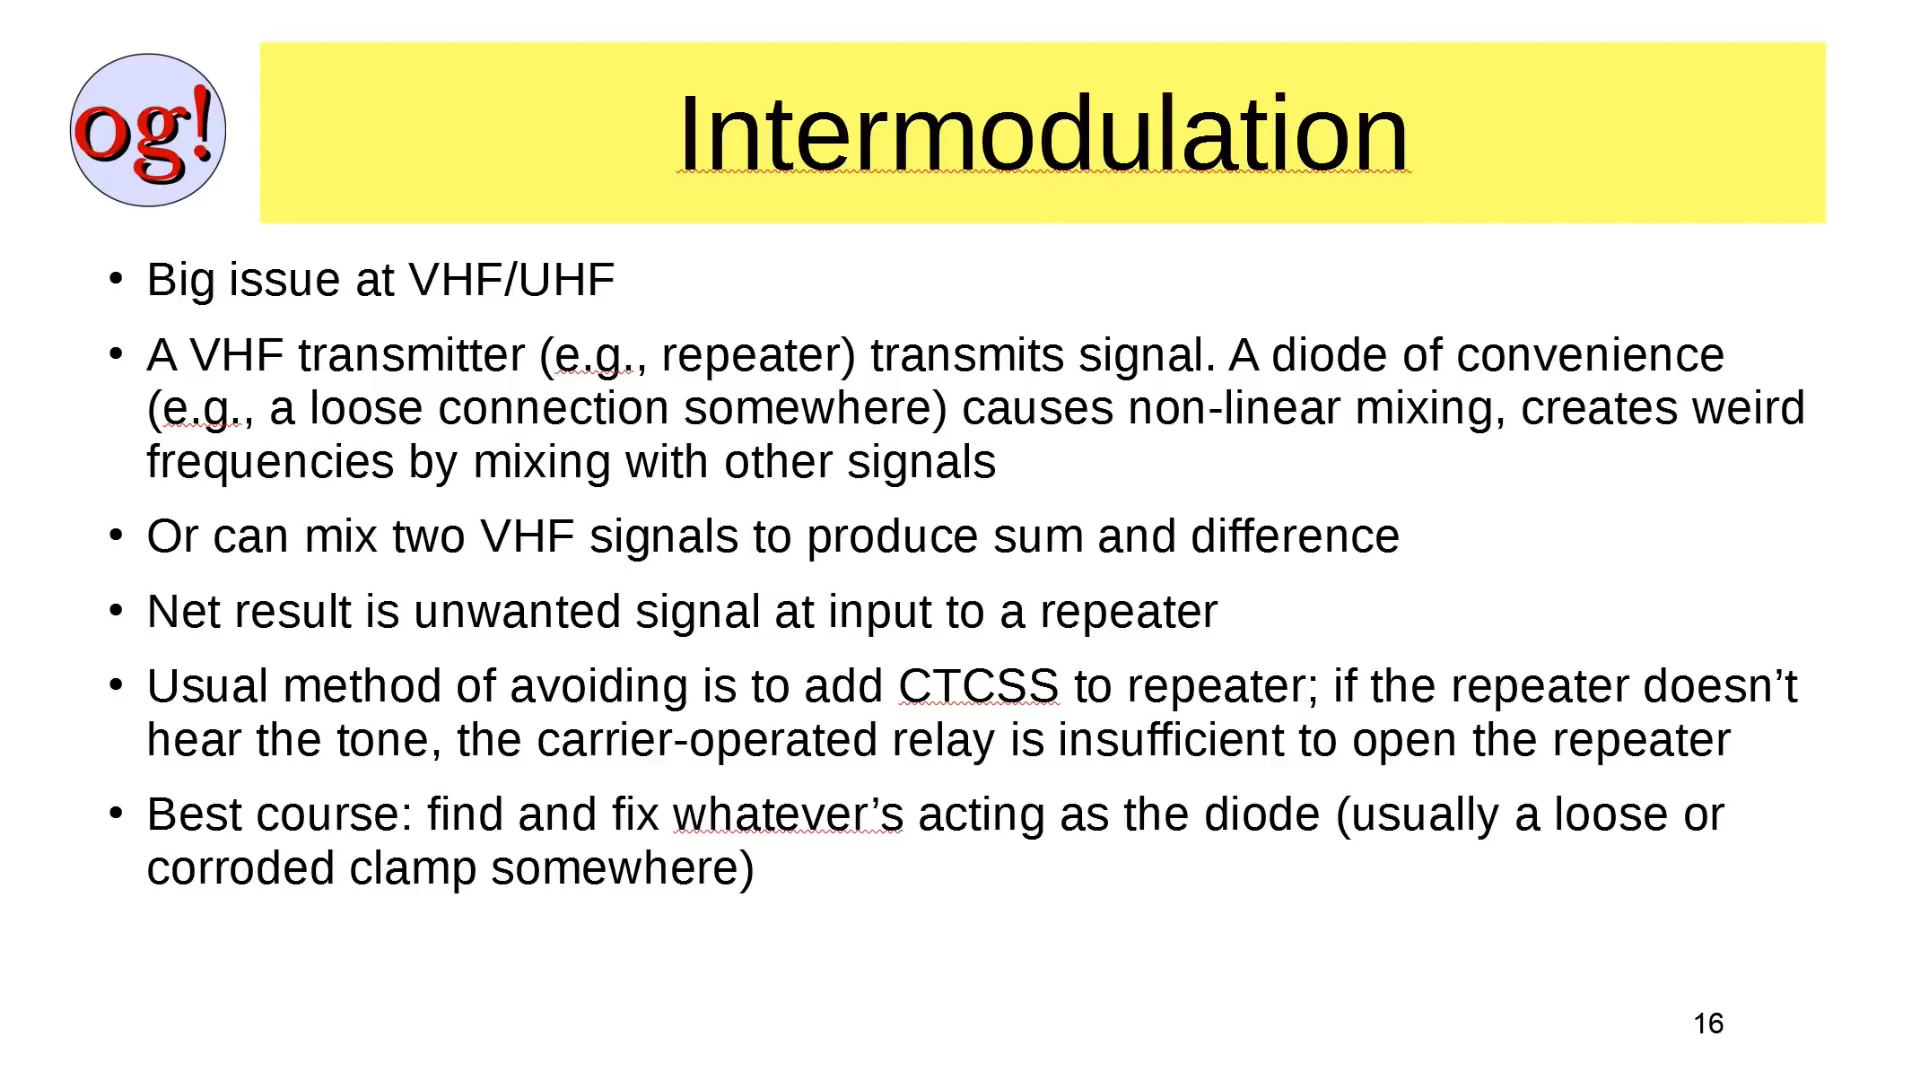 og!
Intermodulation
• Big issue at VHF/UHF
• A VHF transmitter (e.g., repeater) transmits signal. A diode of convenience
(e.g., a loose connection somewhere) causes non-linear mixing, creates weird
frequencies by mixing with other signals
• Or can mix two VHF signals to produce sum and difference
• Net result is unwanted signal at input to a repeater
• Usual method of avoiding is to add CTCSS to repeater; if the repeater doesn’t
hear the tone, the carrier-operated relay is insufficient to open the repeater
• Best course: find and fix whatever’s acting as the diode (usually a loose or
corroded clamp somewhere)
16